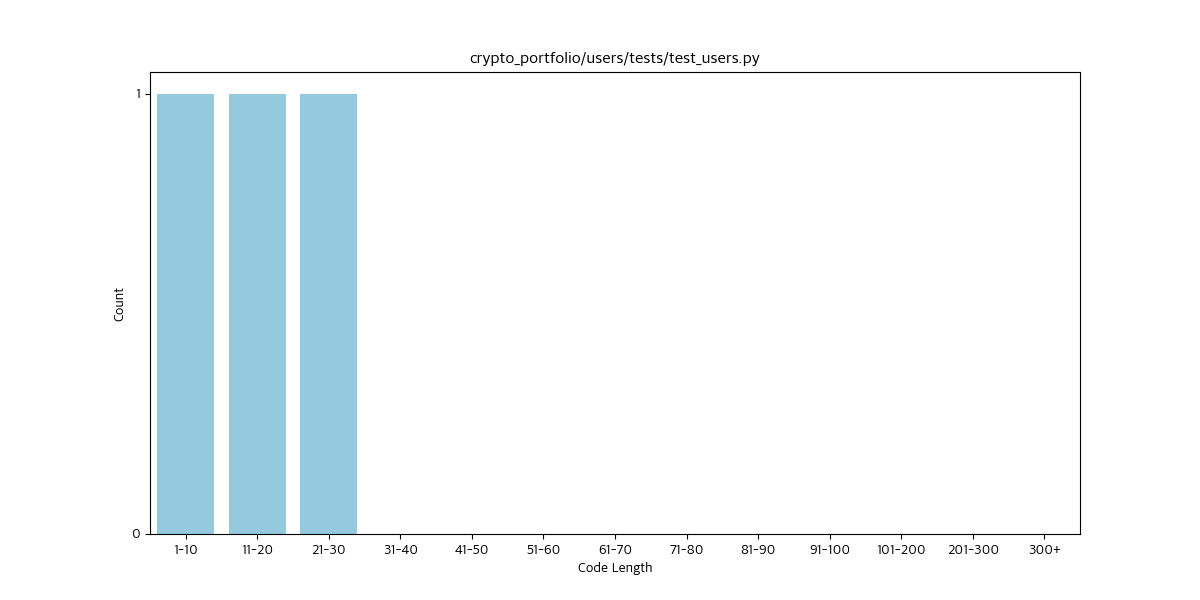 crypto_portfolio/users/tests/test_users.py
1
Count
0
1-10 11-20 21-30 31-40 41-50 51-60 61-70 71-80 81-90 91-100 101-200 201-300 300+
Code Length